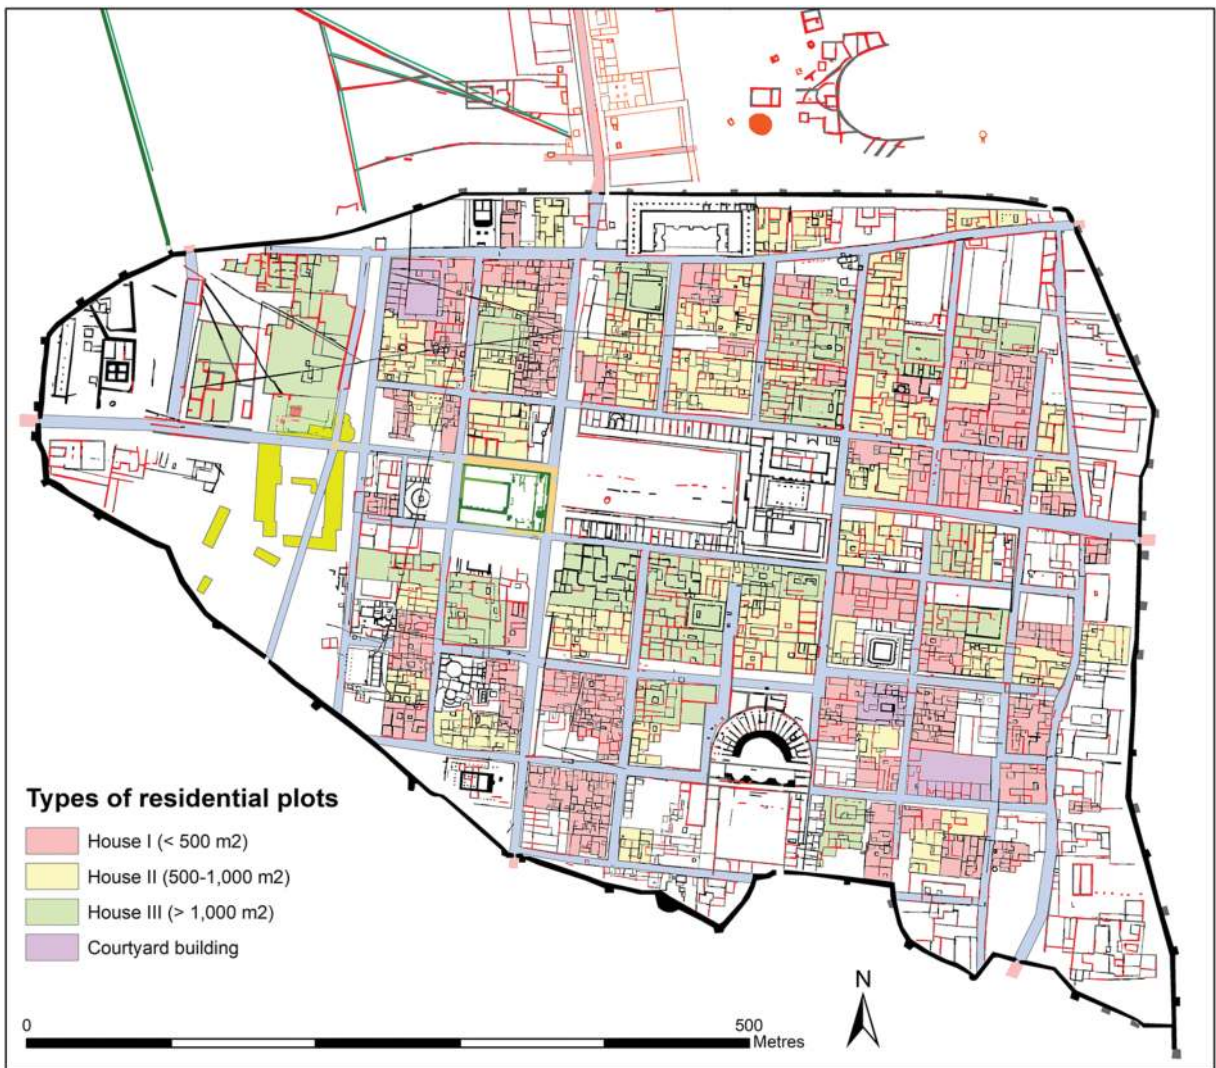 Types of residential plots
House I (< 500 m2)
House II (500-1,000 m2)
House III (> 1,000 m2)
Courtyard building
N
0 500
Metres